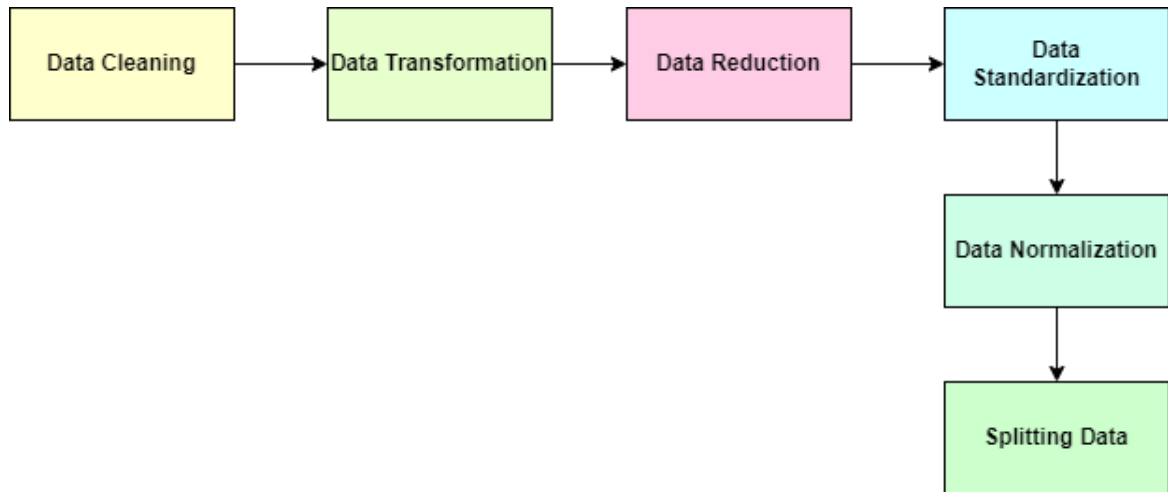 Data Cleaning
Data Transformation
Data Reduction
Data
Standardization
Data Normalization
Splitting Data